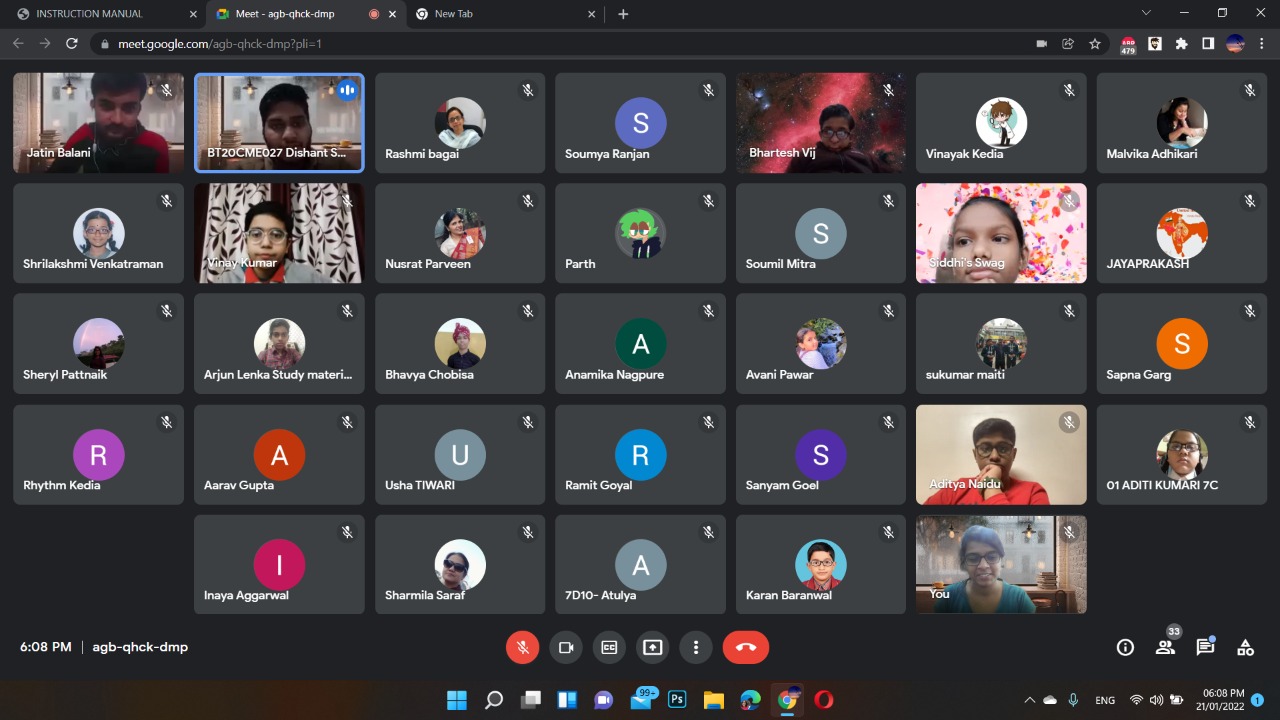 INSTRUCTION MANUAL
Meet - agb-qhck-dmp
New Tab
meet.google.com/agb-qhck-dmp?pli=1
479
Jatin Balani
BT20CME027 Dishant S...
Rashmi bagai
S
Soumya Ranjan
Bhartesh Vij
Vinayak Kedia
Malvika Adhikari
Shrilakshmi Venkatraman
Vinay Kumar
Nusrat Parveen
Parth
S
Soumil Mitra
Siddhi's Swag
JAYAPRAKASH
Sheryl Pattnaik
Arjun Lenka Study materi...
Bhavya Chobisa
A
Anamika Nagpure
Avani Pawar
sukumar maiti
S
Sapna Garg
R
Rhythm Kedia
A
Aarav Gupta
U
Usha TIWARI
R
Ramit Goyal
S
Sanyam Goel
Aditya Naidu
01 ADITI KUMARI 7C
I
Inaya Aggarwal
Sharmila Saraf
A
7D10- Atulya
Karan Baranwal
You
6:08 PM | agb-qhck-dmp
CC
33
99+
Ps
ENG
06:08 PM
21/01/2022
1